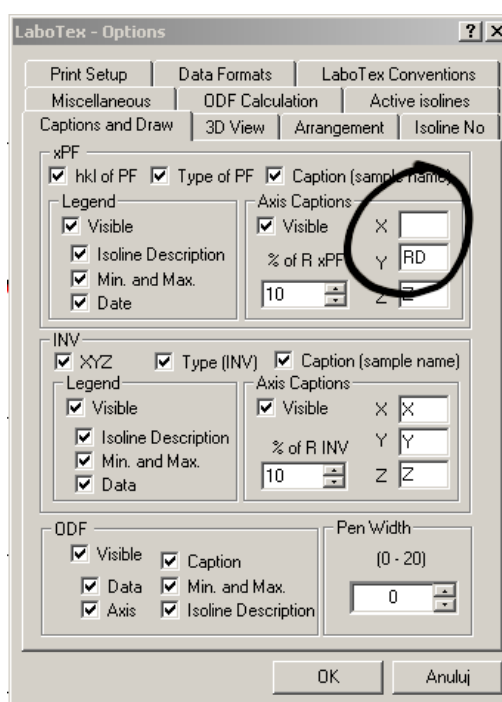 LaboTex - Options
Print Setup Data Formats LaboTex Conventions
Miscellaneous ODF Calculation Active isolines
Captions and Draw 3D View Arrangement Isoline No
xPF
hkl of PF Type of PF Caption (sample name)
Legend
Visible
Isoline Description
Min. and Max.
Date
Axis Captions
Visible X
% of R xPF Y RD
10 Z Z
INV
XYZ Type (INV) Caption (sample name)
Legend
Visible
Isoline Description
Min. and Max.
Data
Axis Captions
Visible X X
% of R INV Y Y
10 Z Z
ODF
Visible Caption
Data Min. and Max.
Axis Isoline Description
Pen Width
(0 - 20)
0
OK Anuluj